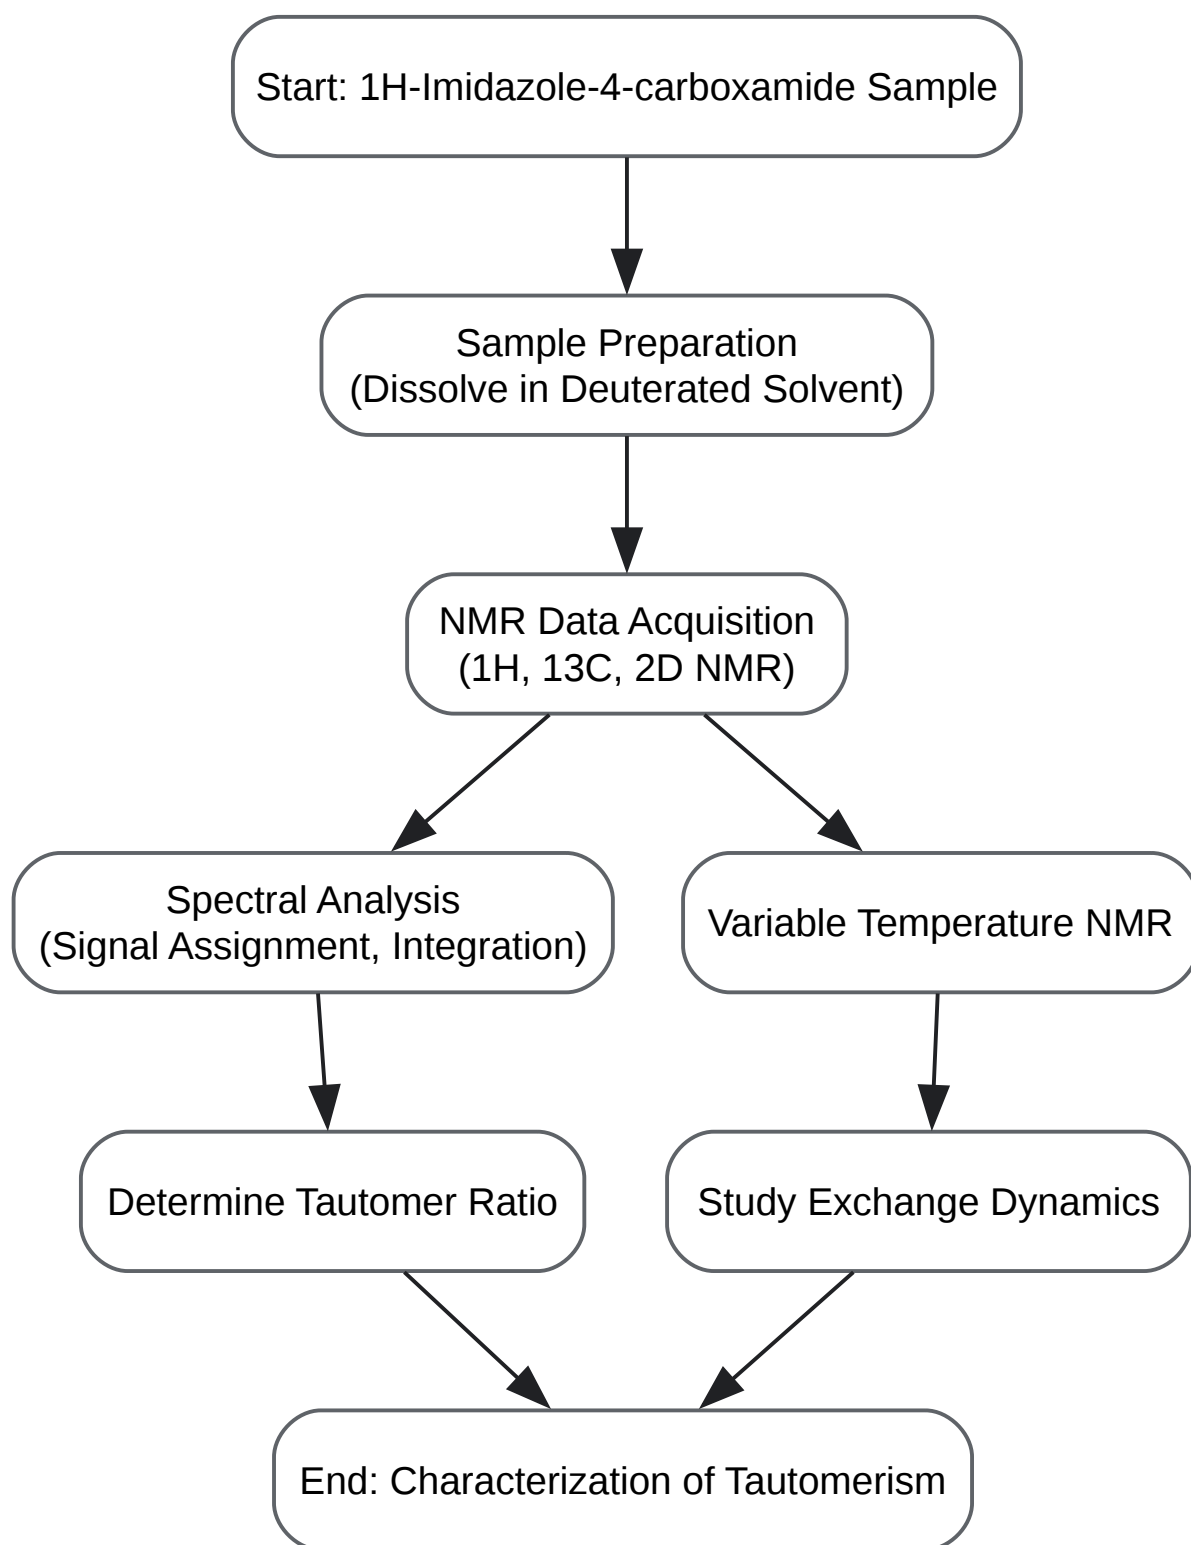 Start: 1H-Imidazole-4-carboxamide Sample
Sample Preparation
(Dissolve in Deuterated Solvent)
NMR Data Acquisition
(1H, 13C, 2D NMR)
Spectral Analysis
(Signal Assignment, Integration)
Variable Temperature NMR
Determine Tautomer Ratio
Study Exchange Dynamics
End: Characterization of Tautomerism